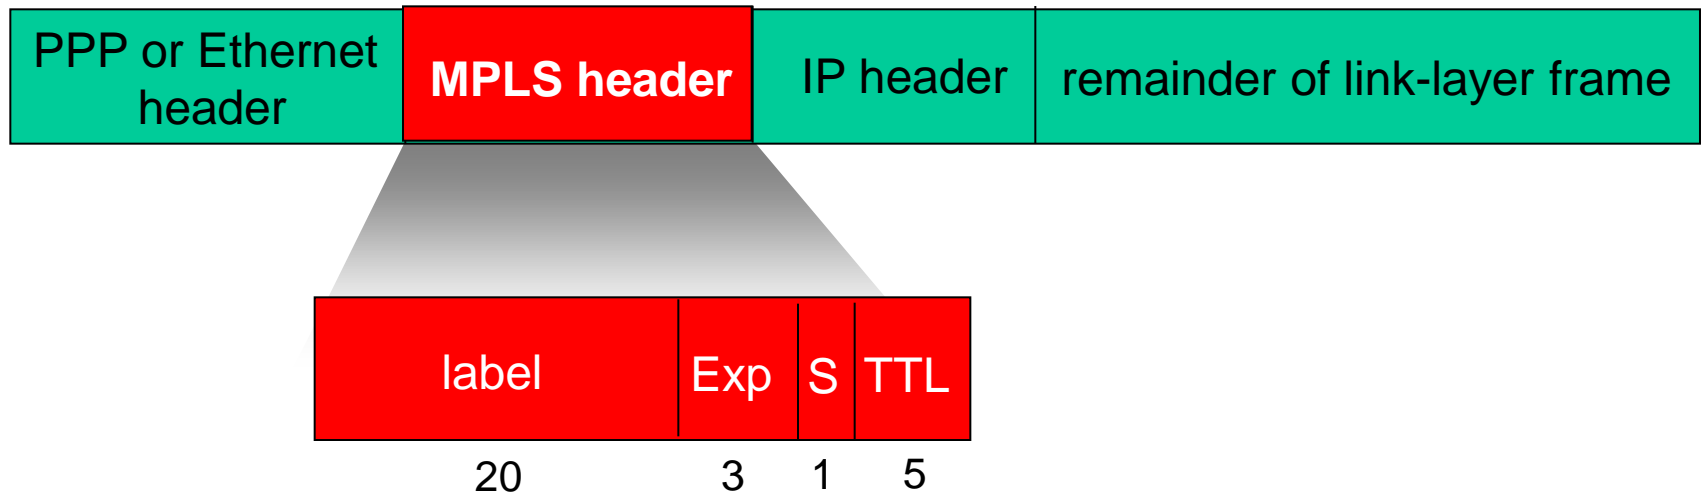 PPP or Ethernet
header
MPLS header
IP header
remainder of link-layer frame
label
Exp
S
TTL
20
3
1
5